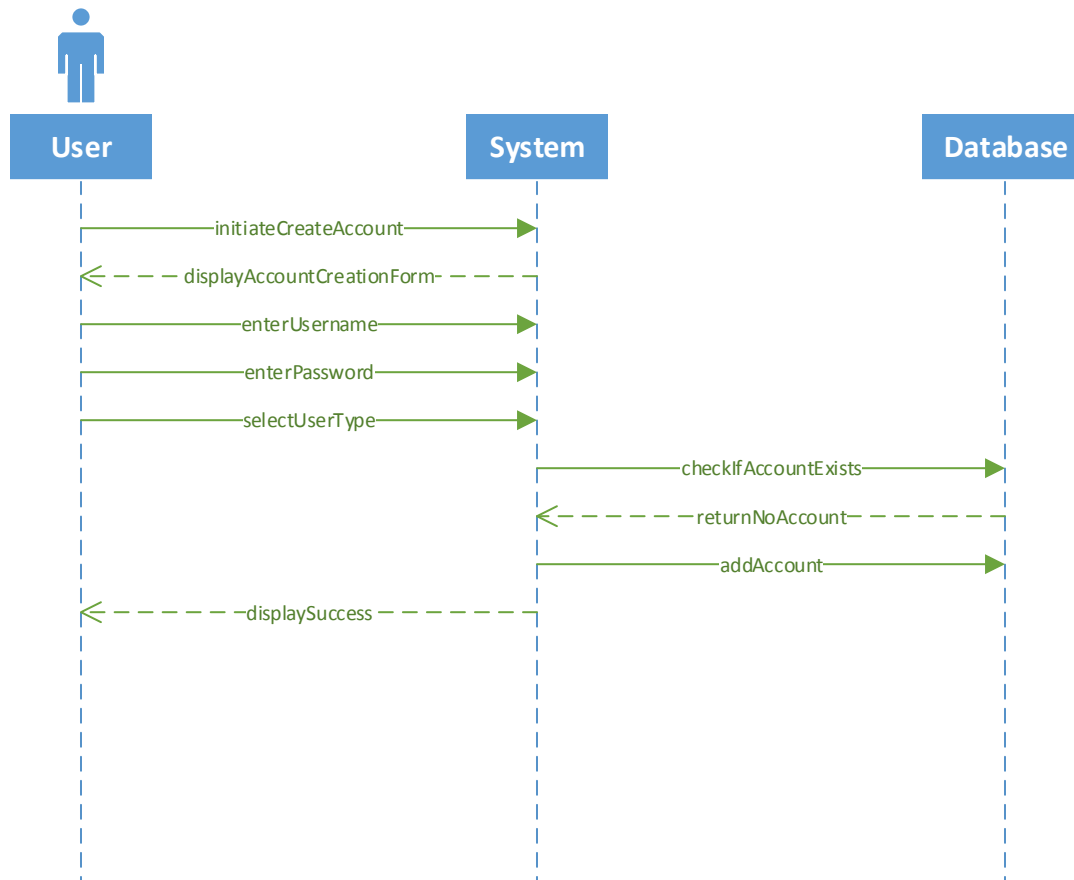 User
System
Database
initiateCreateAccount
displayAccountCreationForm
enterUsername
enterPassword
selectUserType
checkIfAccountExists
returnNoAccount
addAccount
displaySuccess